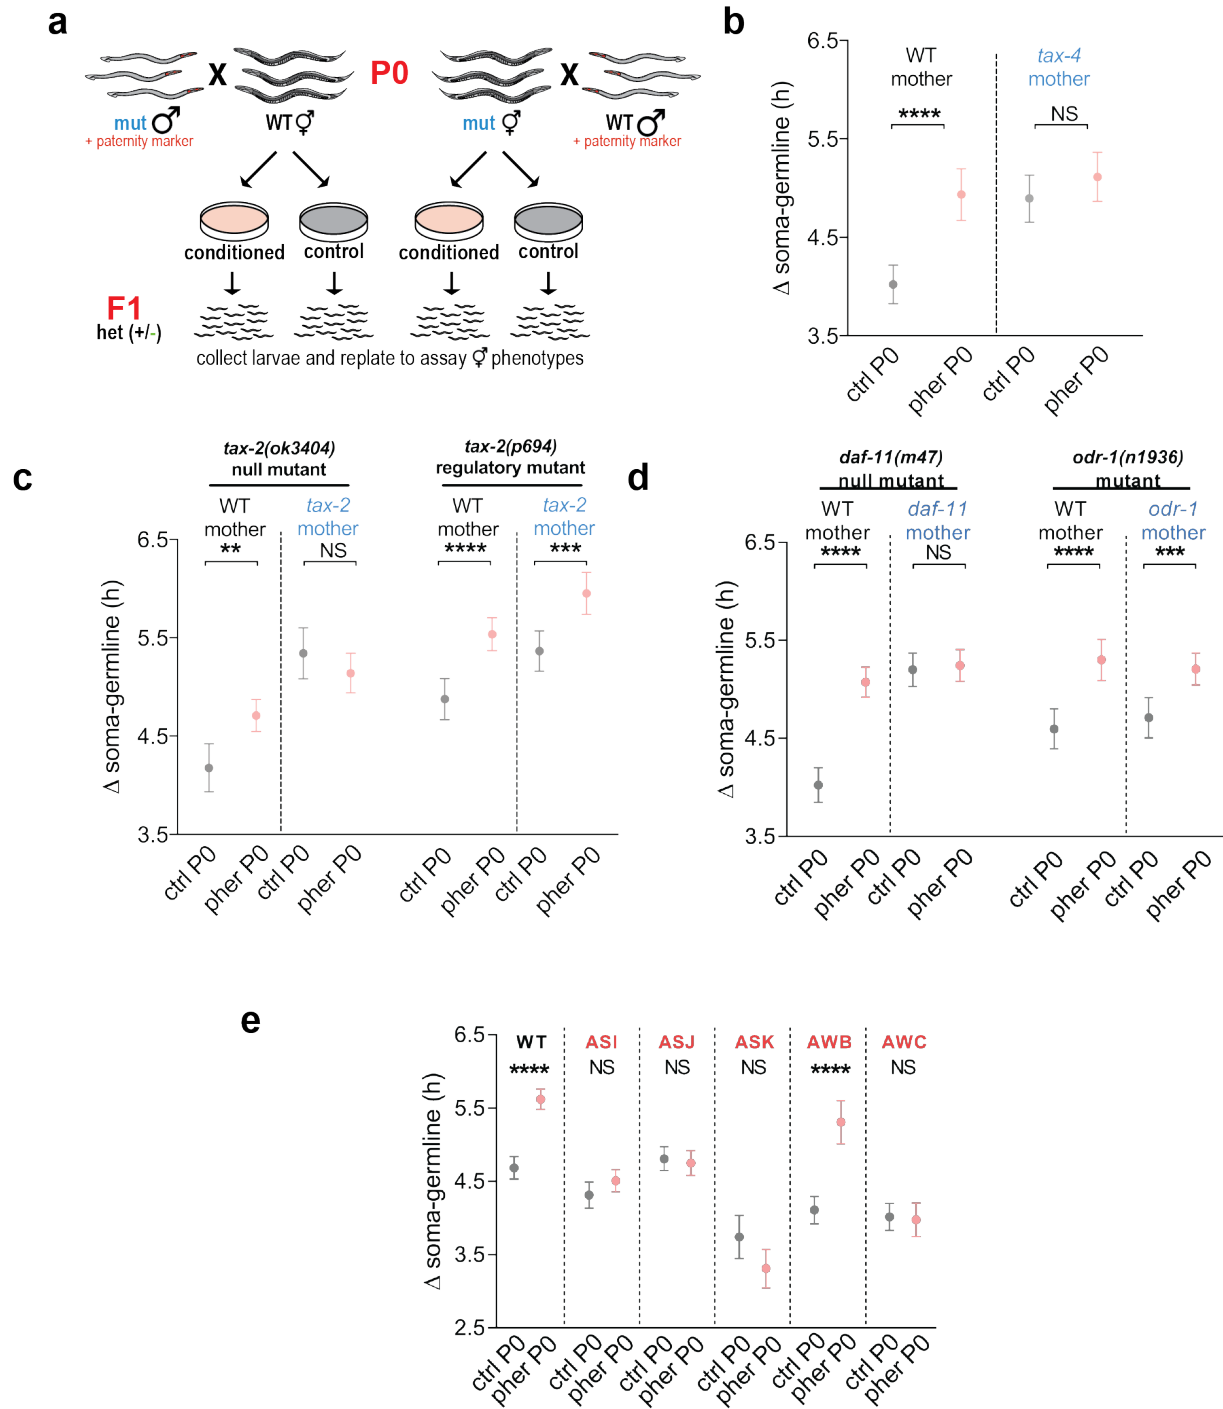 a
X
P0
X
mut ♂
+ paternity marker
WT ⚥
mut ⚥
WT ♂
+ paternity marker
conditioned
control
conditioned
control
F1
het (+/-)
collect larvae and replate to assay ⚥ phenotypes
b
WT
mother
tax-4
mother
****
NS
Δ soma-germline (h)
6.5
5.5
4.5
3.5
ctrl P0
pher P0
ctrl P0
pher P0
c
tax-2(ok3404)
null mutant
tax-2(p694)
regulatory mutant
WT
mother
tax-2
mother
WT
mother
tax-2
mother
**
NS
****
***
Δ soma-germline (h)
6.5
5.5
4.5
3.5
ctrl P0
pher P0
ctrl P0
pher P0
ctrl P0
pher P0
ctrl P0
pher P0
d
daf-11(m47)
null mutant
odr-1(n1936)
mutant
WT
mother
daf-11
mother
WT
mother
odr-1
mother
****
NS
****
***
Δ soma-germline (h)
6.5
5.5
4.5
3.5
ctrl P0
pher P0
ctrl P0
pher P0
ctrl P0
pher P0
ctrl P0
pher P0
e
WT
ASI
ASJ
ASK
AWB
AWC
****
NS
NS
NS
****
NS
Δ soma-germline (h)
6.5
5.5
4.5
3.5
2.5
ctrl P0
pher P0
ctrl P0
pher P0
ctrl P0
pher P0
ctrl P0
pher P0
ctrl P0
pher P0
ctrl P0
pher P0